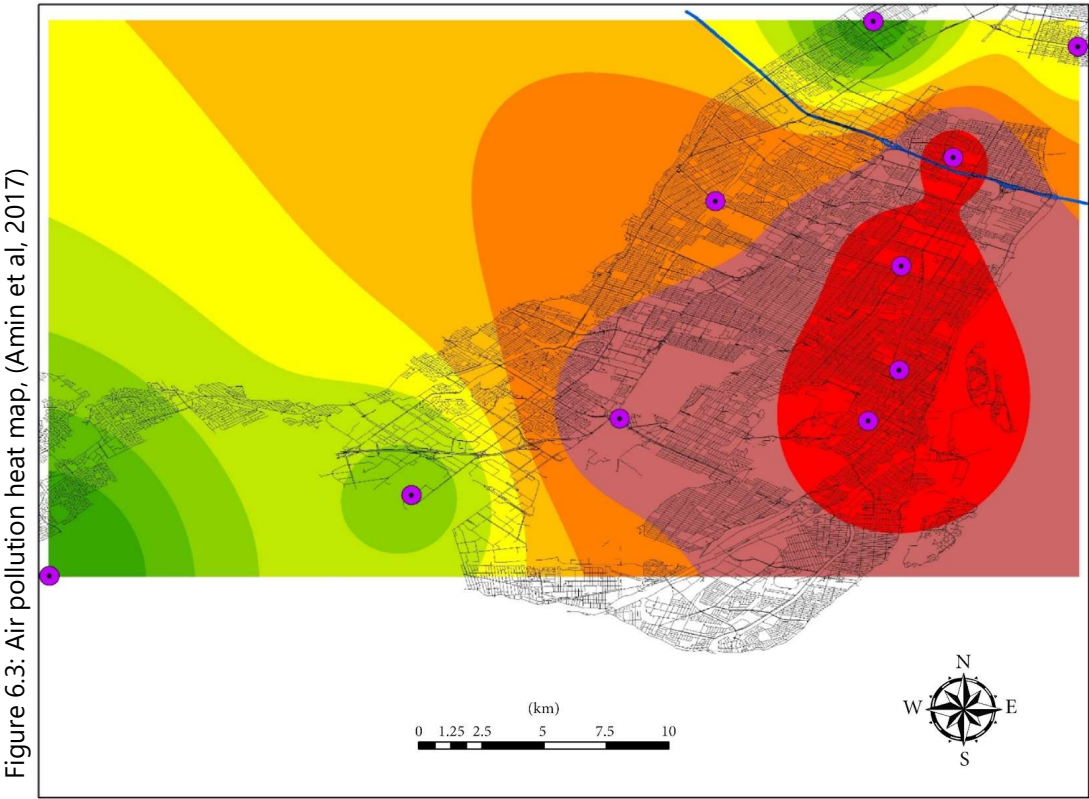 Figure 6.3: Air pollution heat map, (Amin et al, 2017)
N
W E
S
(km)
0 1.25 2.5 5 7.5 10